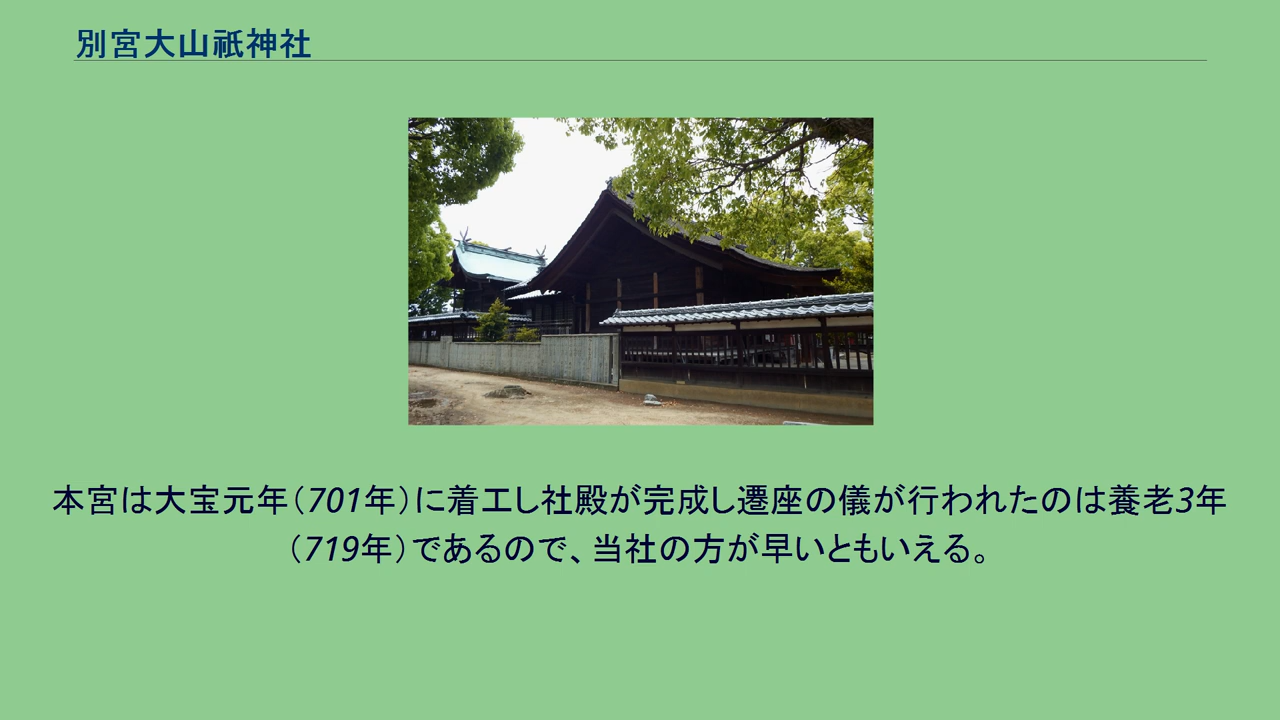 別宮大山祇神社
本宮は大宝元年（701年）に着工し社殿が完成し遷座の儀が行われたのは養老3年
（719年）であるので、当社の方が早いともいえる。